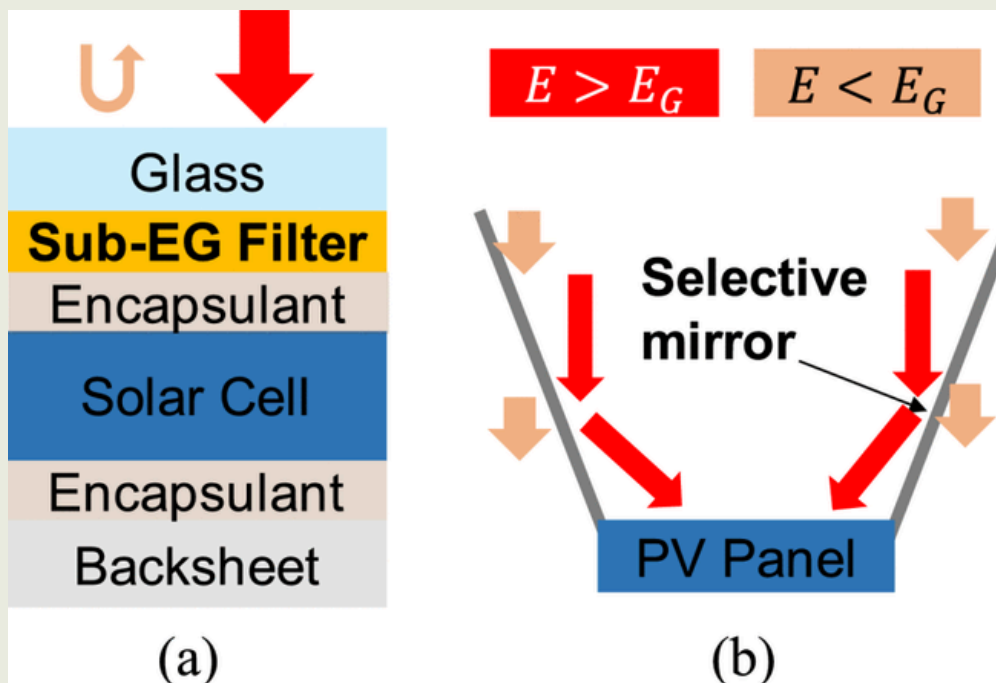 Glass
Sub-EG Filter
Encapsulant
Solar Cell
Encapsulant
Backsheet
(a)
E > E_G
E < E_G
Selective
mirror
PV Panel
(b)